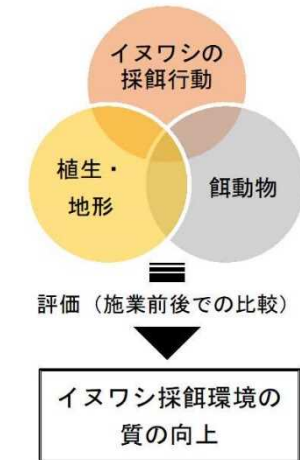 イヌワシの
採餌行動
植生・
地形
餌動物
評価（施業前後での比較）
イヌワシ採餌環境の
質の向上